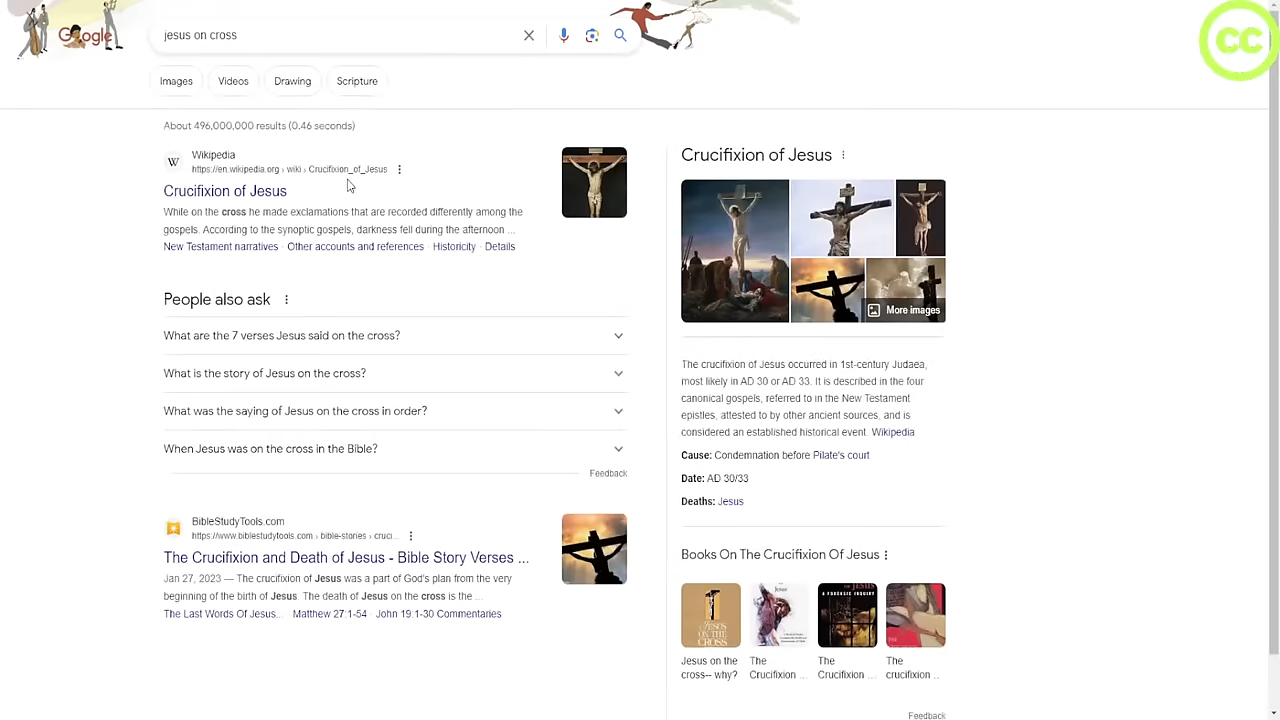 Google
jesus on cross
CC
Images
Videos
Drawing
Scripture
About 496,000,000 results (0.46 seconds)
W
Wikipedia
https://en.wikipedia.org › wiki › Crucifixion_of_Jesus
Crucifixion of Jesus
While on the cross he made exclamations that are recorded differently among the
gospels. According to the synoptic gospels, darkness fell during the afternoon ...
New Testament narratives · Other accounts and references · Historicity · Details
People also ask
What are the 7 verses Jesus said on the cross?
What is the story of Jesus on the cross?
What was the saying of Jesus on the cross in order?
When Jesus was on the cross in the Bible?
Feedback
BibleStudyTools.com
https://www.biblestudytools.com › bible-stories › cruci...
The Crucifixion and Death of Jesus - Bible Story Verses ...
Jan 27, 2023 — The crucifixion of Jesus was a part of God's plan from the very
beginning of the birth of Jesus. The death of Jesus on the cross is the ...
The Last Words Of Jesus... · Matthew 27:1-54 · John 19:1-30 Commentaries
Crucifixion of Jesus
More images
The crucifixion of Jesus occurred in 1st-century Judaea,
most likely in AD 30 or AD 33. It is described in the four
canonical gospels, referred to in the New Testament
epistles, attested to by other ancient sources, and is
considered an established historical event. Wikipedia
Cause: Condemnation before Pilate's court
Date: AD 30/33
Deaths: Jesus
Books On The Crucifixion Of Jesus
JESUS
ON THE
CROSS
A FORENSIC INQUIRY
Jesus on the
cross-- why?
The
Crucifixion ...
The
Crucifixion ...
The
crucifixion ..
Feedback